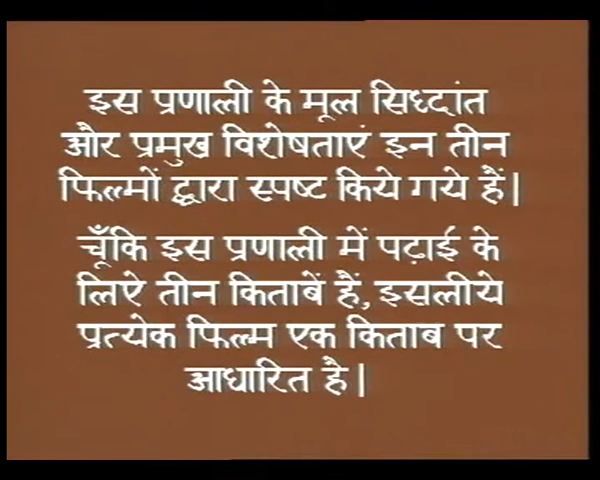 इस प्रणाली के मूल सिध्दांत
और प्रमुख विशेषताएं इन तीन
फिल्मों द्वारा स्पष्ट किये गये हैं|
चूँकि इस प्रणाली में पढ़ाई के
लिऐ तीन किताबें हैं, इसलीये
प्रत्येक फिल्म एक किताब पर
आधारित है|